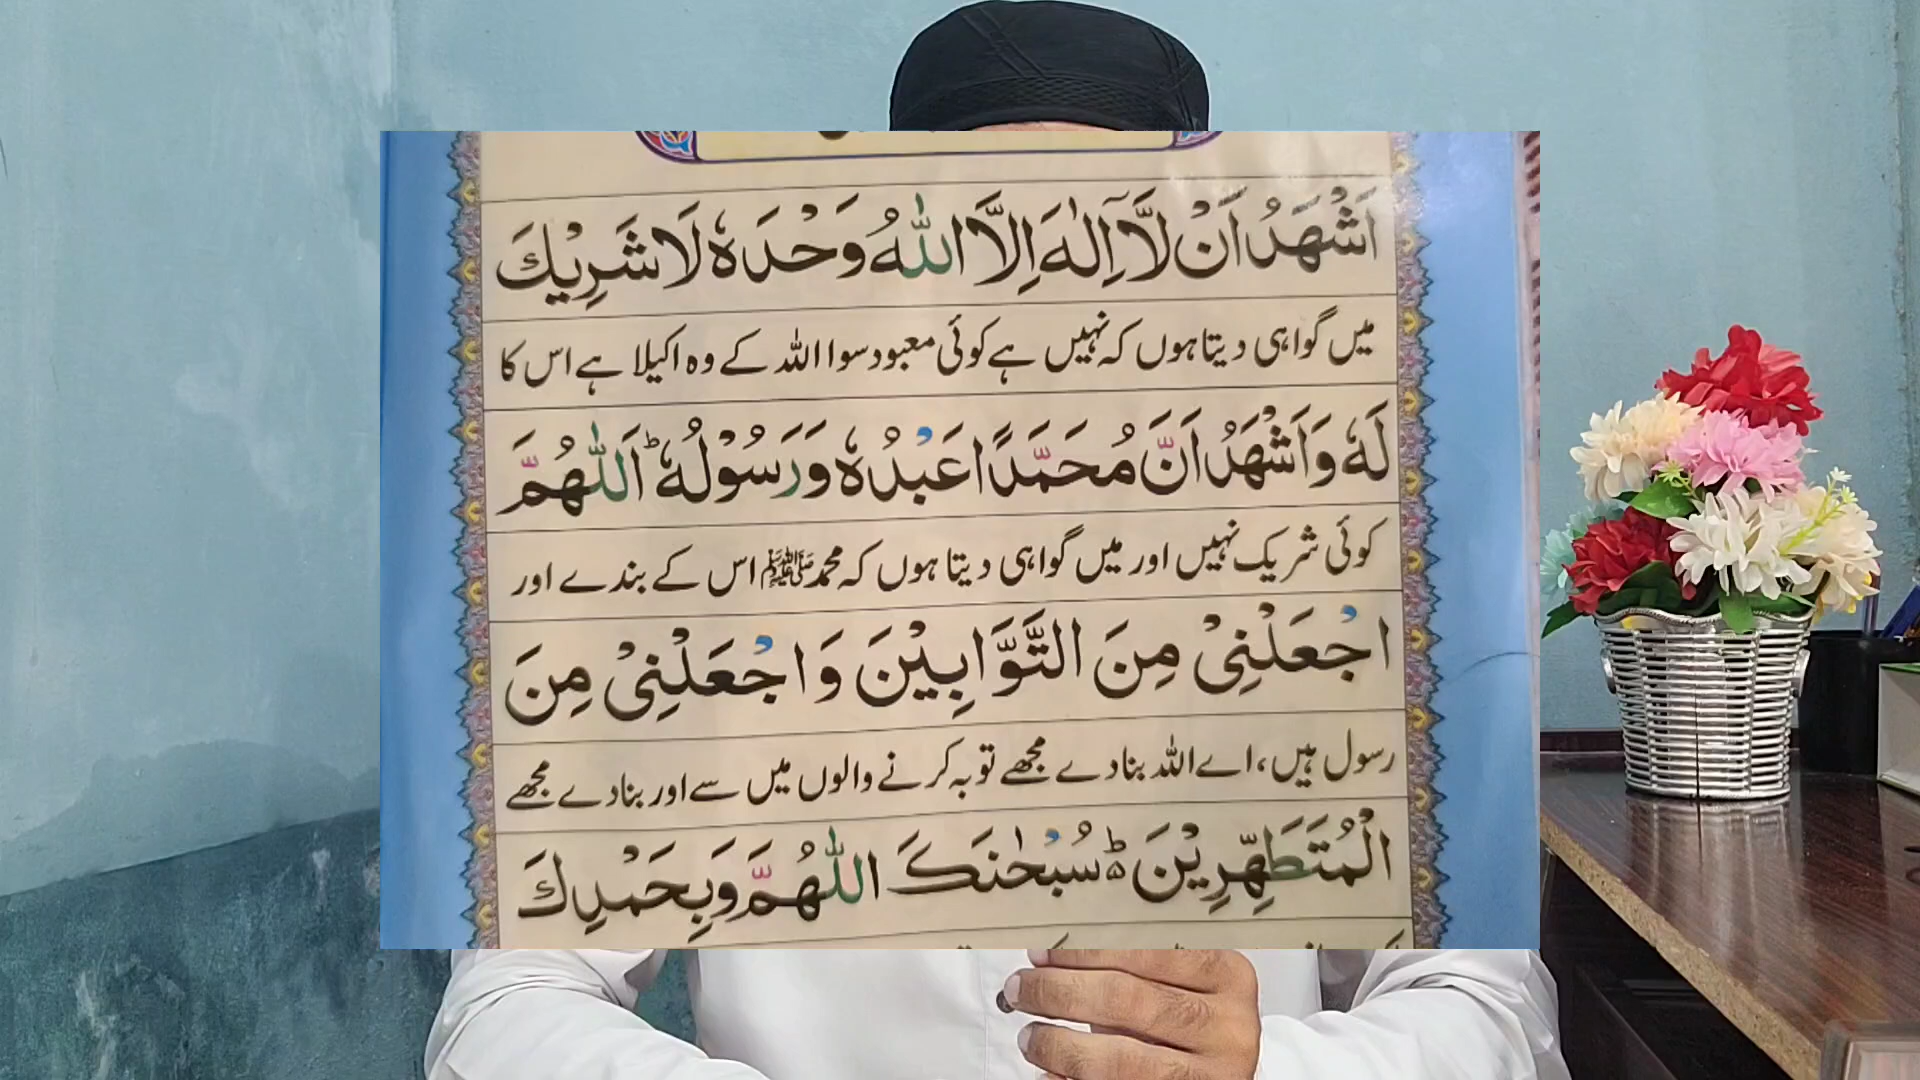 اَشْهَدُ اَنْ لَّاۤ اِلٰهَ اِلَّا اللّٰهُ وَحْدَهٗ لَا شَرِيْكَ
میں گواہی دیتا ہوں کہ نہیں ہے کوئی معبود سوا اللہ کے وہ اکیلا ہے اس کا
لَهٗ وَاَشْهَدُ اَنَّ مُحَمَّدًا عَبْدُهٗ وَرَسُوْلُهٗ ؕ اَللّٰهُمَّ
کوئی شریک نہیں اور میں گواہی دیتا ہوں کہ محمد ﷺ اس کے بندے اور
اجْعَلْنِيْ مِنَ التَّوَّابِيْنَ وَاجْعَلْنِيْ مِنَ
رسول ہیں، اے اللہ بنادے مجھے توبہ کرنے والوں میں سے اور بنادے مجھے
الْمُتَطَهِّرِيْنَ ؕ سُبْحٰنَكَ اللّٰهُمَّ وَبِحَمْدِكَ